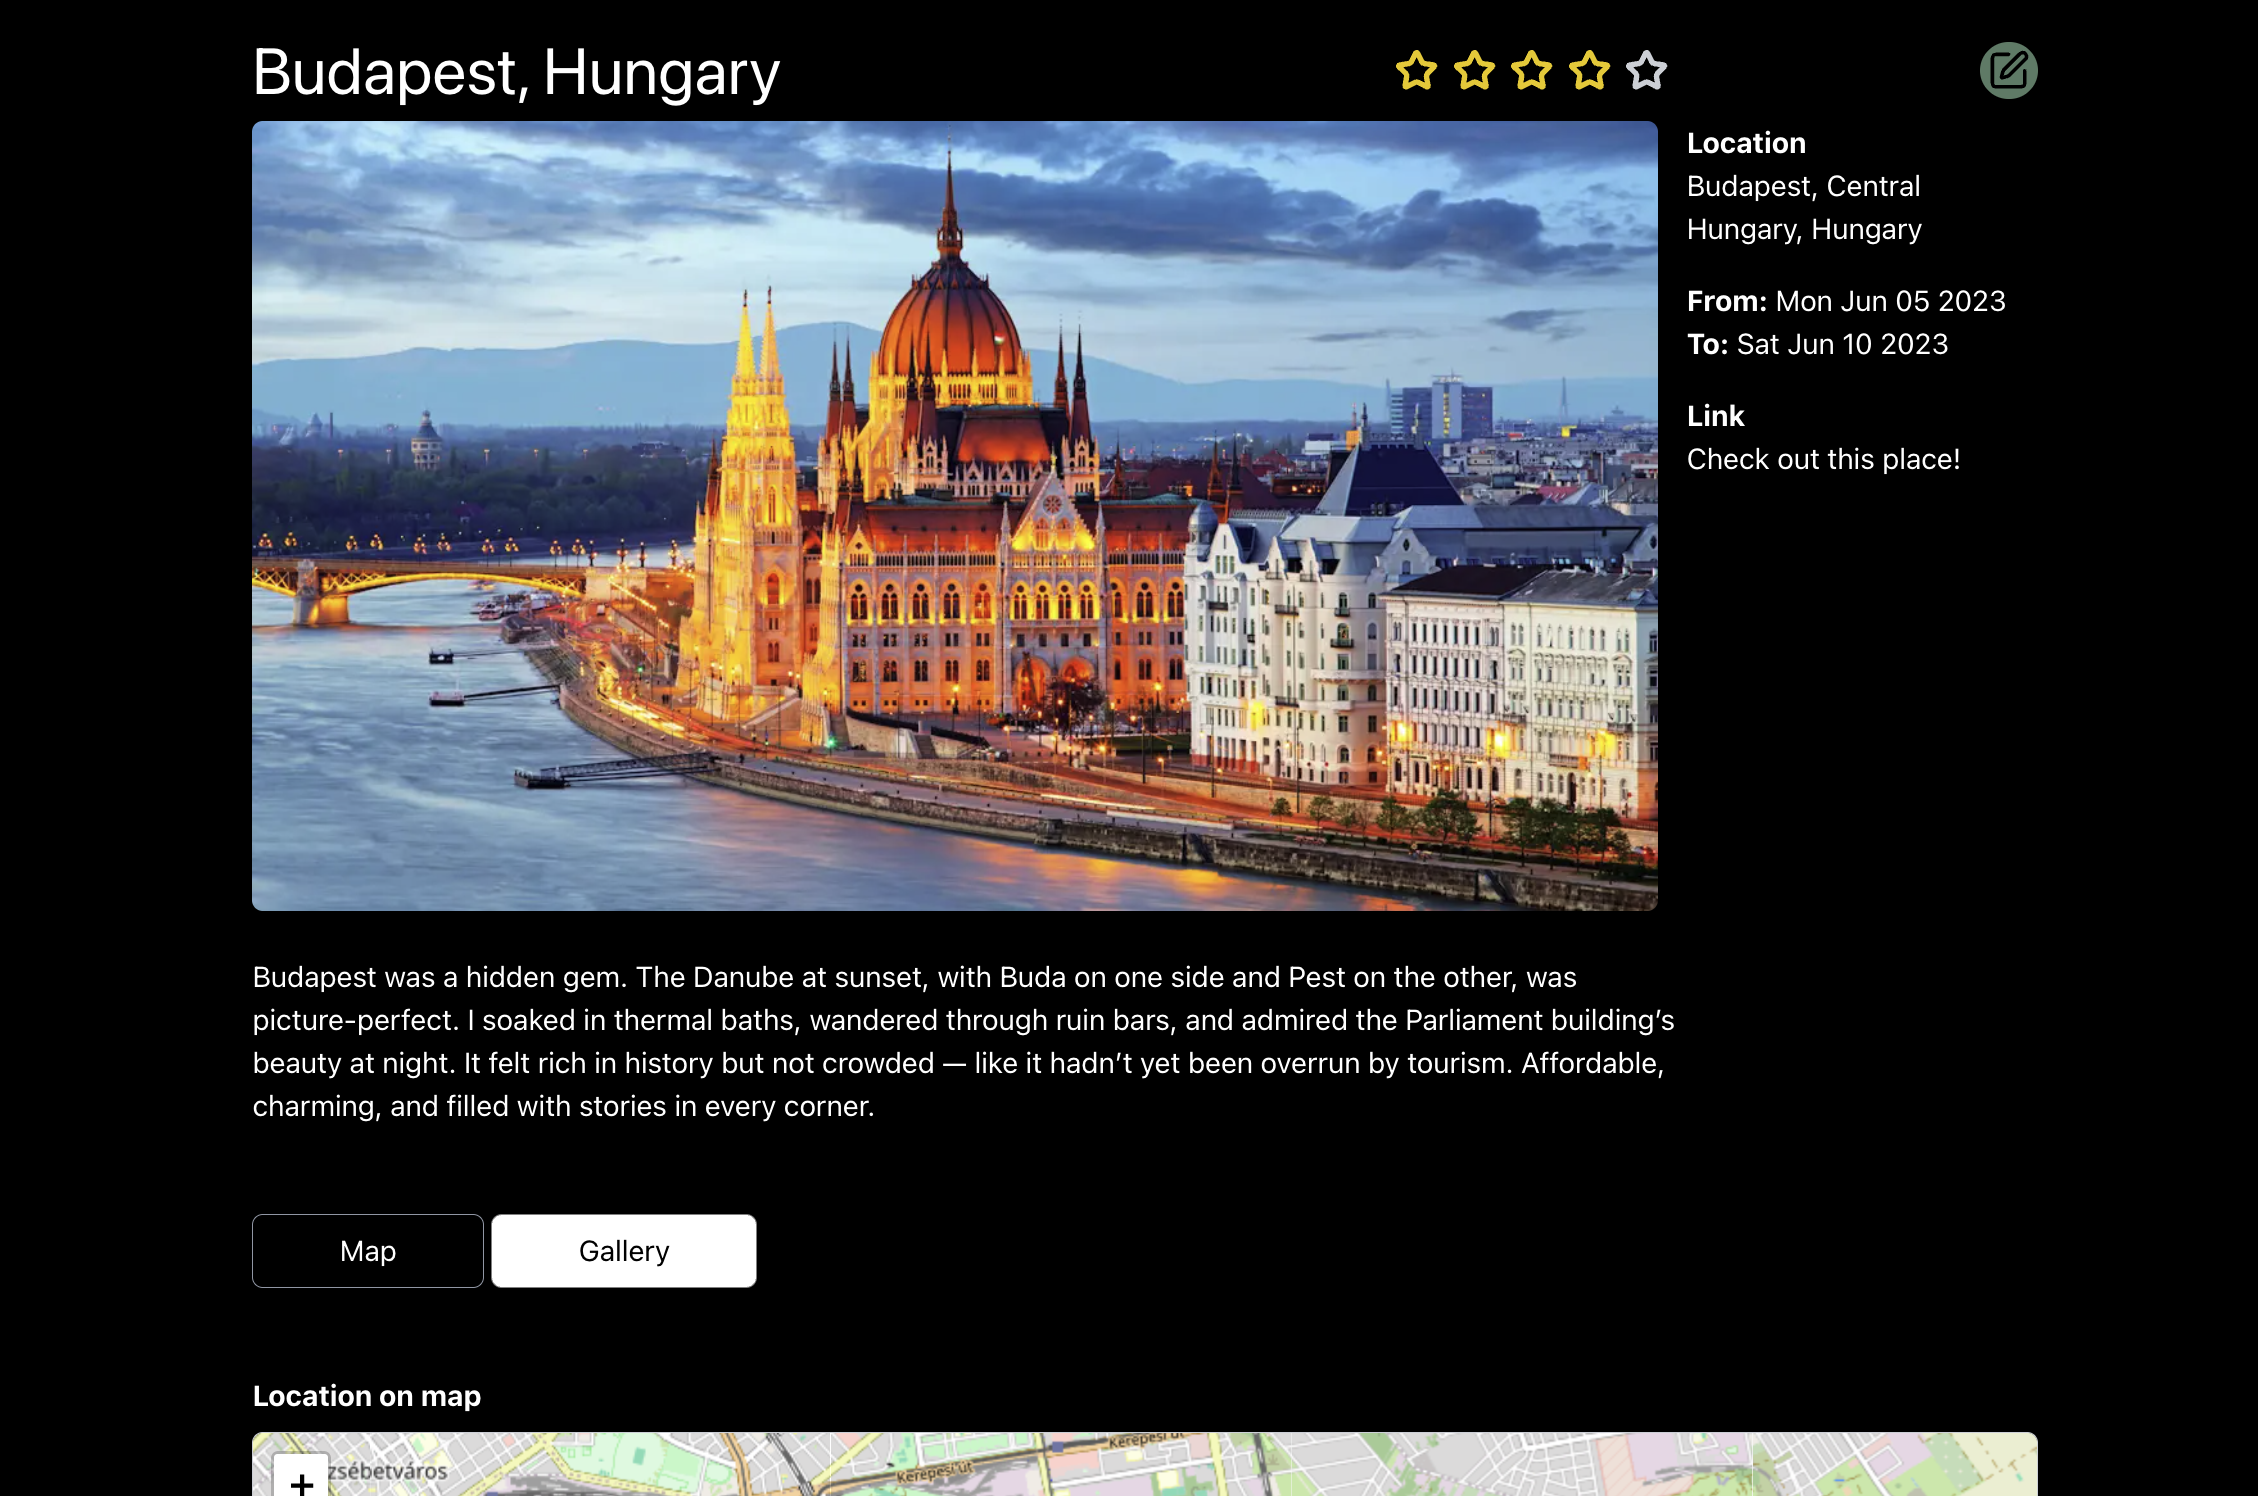 Budapest, Hungary
Location
Budapest, Central
Hungary, Hungary
From: Mon Jun 05 2023
To: Sat Jun 10 2023
Link
Check out this place!
Budapest was a hidden gem. The Danube at sunset, with Buda on one side and Pest on the other, was
picture-perfect. I soaked in thermal baths, wandered through ruin bars, and admired the Parliament building’s
beauty at night. It felt rich in history but not crowded — like it hadn’t yet been overrun by tourism. Affordable,
charming, and filled with stories in every corner.
Map
Gallery
Location on map
+
zsébetváros
Kerepesi út
Kerepesi út